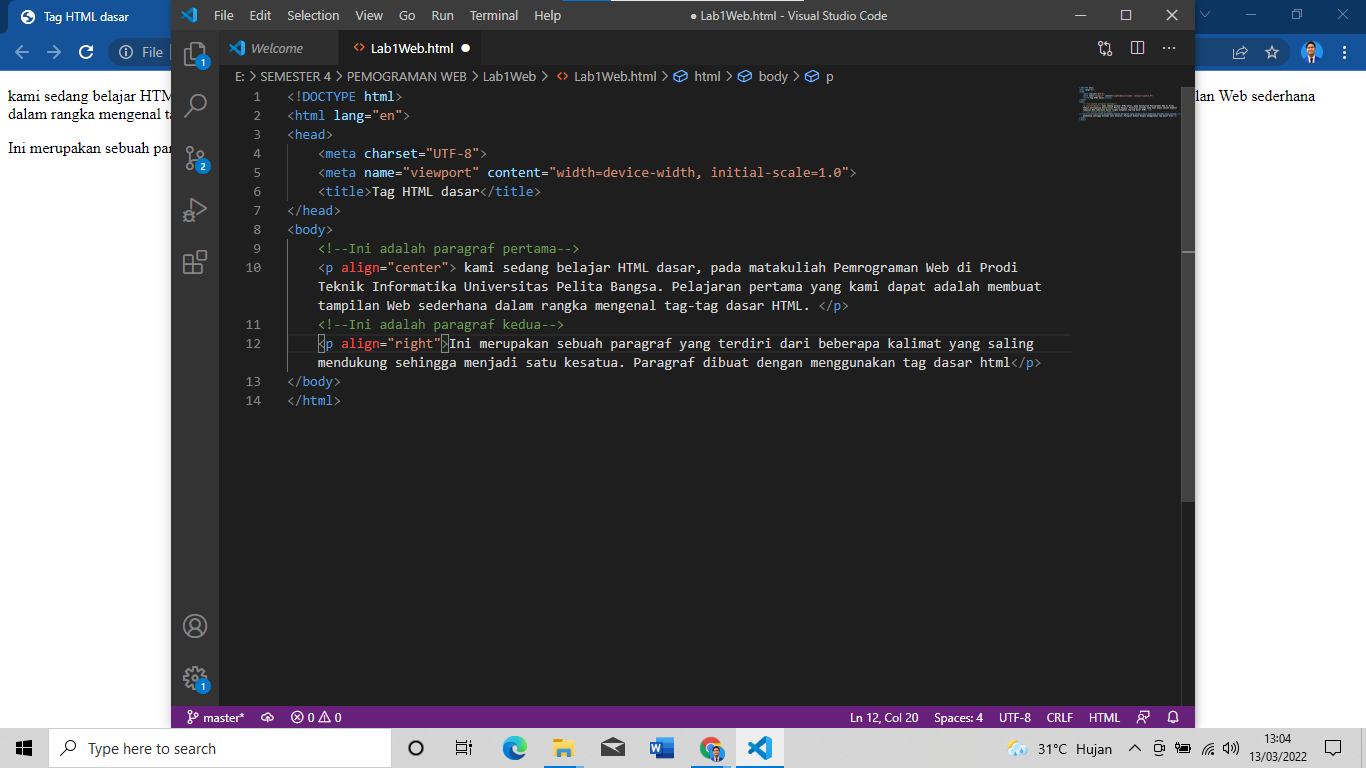 Tag HTML dasar
File Edit Selection View Go Run Terminal Help
● Lab1Web.html - Visual Studio Code
File
Welcome
<> Lab1Web.html ●
E: > SEMESTER 4 > PEMOGRAMAN WEB > Lab1Web > <> Lab1Web.html > html > body > p
kami sedang belajar HTM
lan Web sederhana
dalam rangka mengenal ta
Ini merupakan sebuah par
1 <!DOCTYPE html>
2 <html lang="en">
3 <head>
4 <meta charset="UTF-8">
5 <meta name="viewport" content="width=device-width, initial-scale=1.0">
6 <title>Tag HTML dasar</title>
7 </head>
8 <body>
9 <!--Ini adalah paragraf pertama-->
10 <p align="center"> kami sedang belajar HTML dasar, pada matakuliah Pemrograman Web di Prodi
Teknik Informatika Universitas Pelita Bangsa. Pelajaran pertama yang kami dapat adalah membuat
tampilan Web sederhana dalam rangka mengenal tag-tag dasar HTML. </p>
11 <!--Ini adalah paragraf kedua-->
12 <p align="right">Ini merupakan sebuah paragraf yang terdiri dari beberapa kalimat yang saling
mendukung sehingga menjadi satu kesatua. Paragraf dibuat dengan menggunakan tag dasar html</p>
13 </body>
14 </html>
1
2
1
master* 0 0
Ln 12, Col 20 Spaces: 4 UTF-8 CRLF HTML
Type here to search
31°C Hujan
13:04
13/03/2022